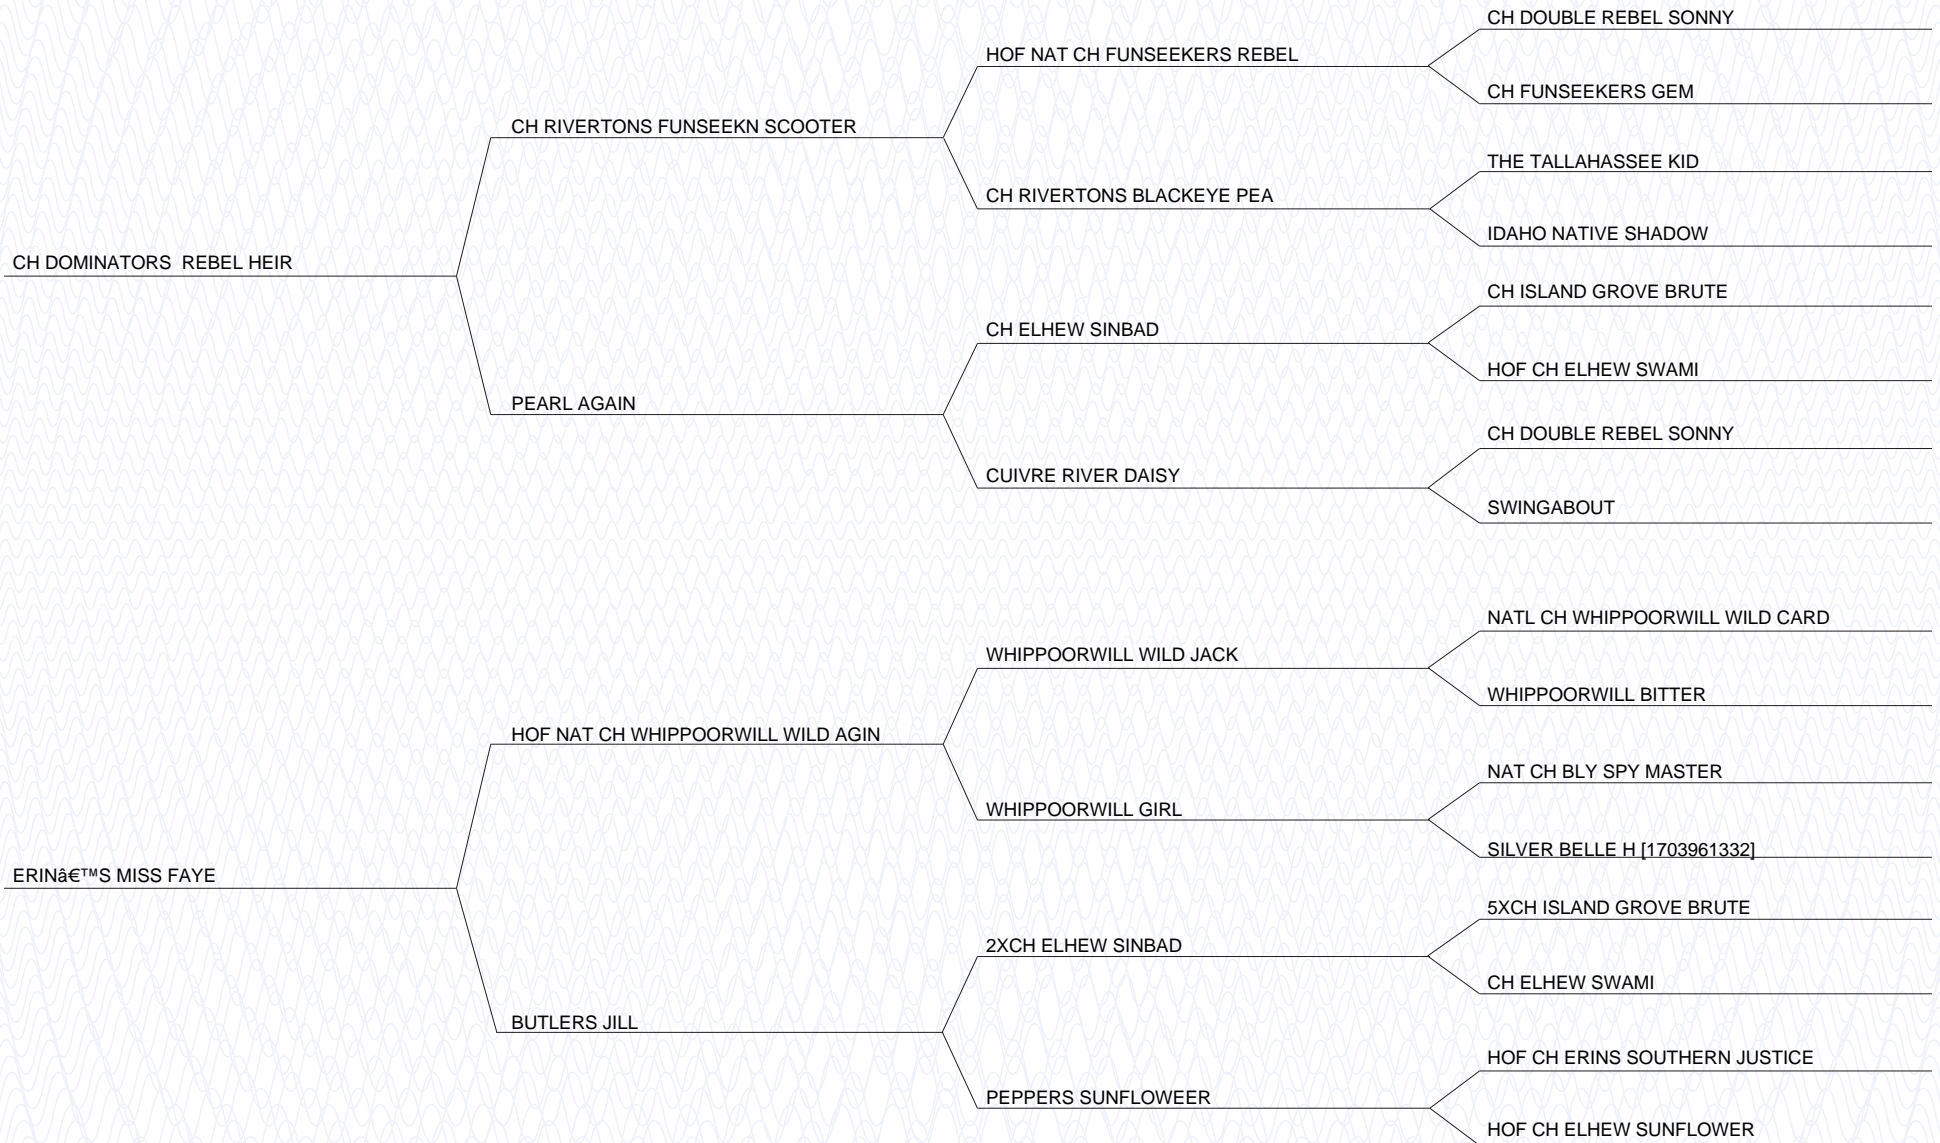 CH DOUBLE REBEL SONNY
HOF NAT CH FUNSEEKERS REBEL
CH FUNSEEKERS GEM
CH RIVERTONS FUNSEEKN SCOOTER
THE TALLAHASSEE KID
CH RIVERTONS BLACKEYE PEA
IDAHO NATIVE SHADOW
CH DOMINATORS  REBEL HEIR
CH ISLAND GROVE BRUTE
CH ELHEW SINBAD
HOF CH ELHEW SWAMI
PEARL AGAIN
CH DOUBLE REBEL SONNY
CUIVRE RIVER DAISY
SWINGABOUT
NATL CH WHIPPOORWILL WILD CARD
WHIPPOORWILL WILD JACK
WHIPPOORWILL BITTER
HOF NAT CH WHIPPOORWILL WILD AGIN
NAT CH BLY SPY MASTER
WHIPPOORWILL GIRL
SILVER BELLE H [1703961332]
ERINâ€™S MISS FAYE
5XCH ISLAND GROVE BRUTE
2XCH ELHEW SINBAD
CH ELHEW SWAMI
BUTLERS JILL
HOF CH ERINS SOUTHERN JUSTICE
PEPPERS SUNFLOWEER
HOF CH ELHEW SUNFLOWER